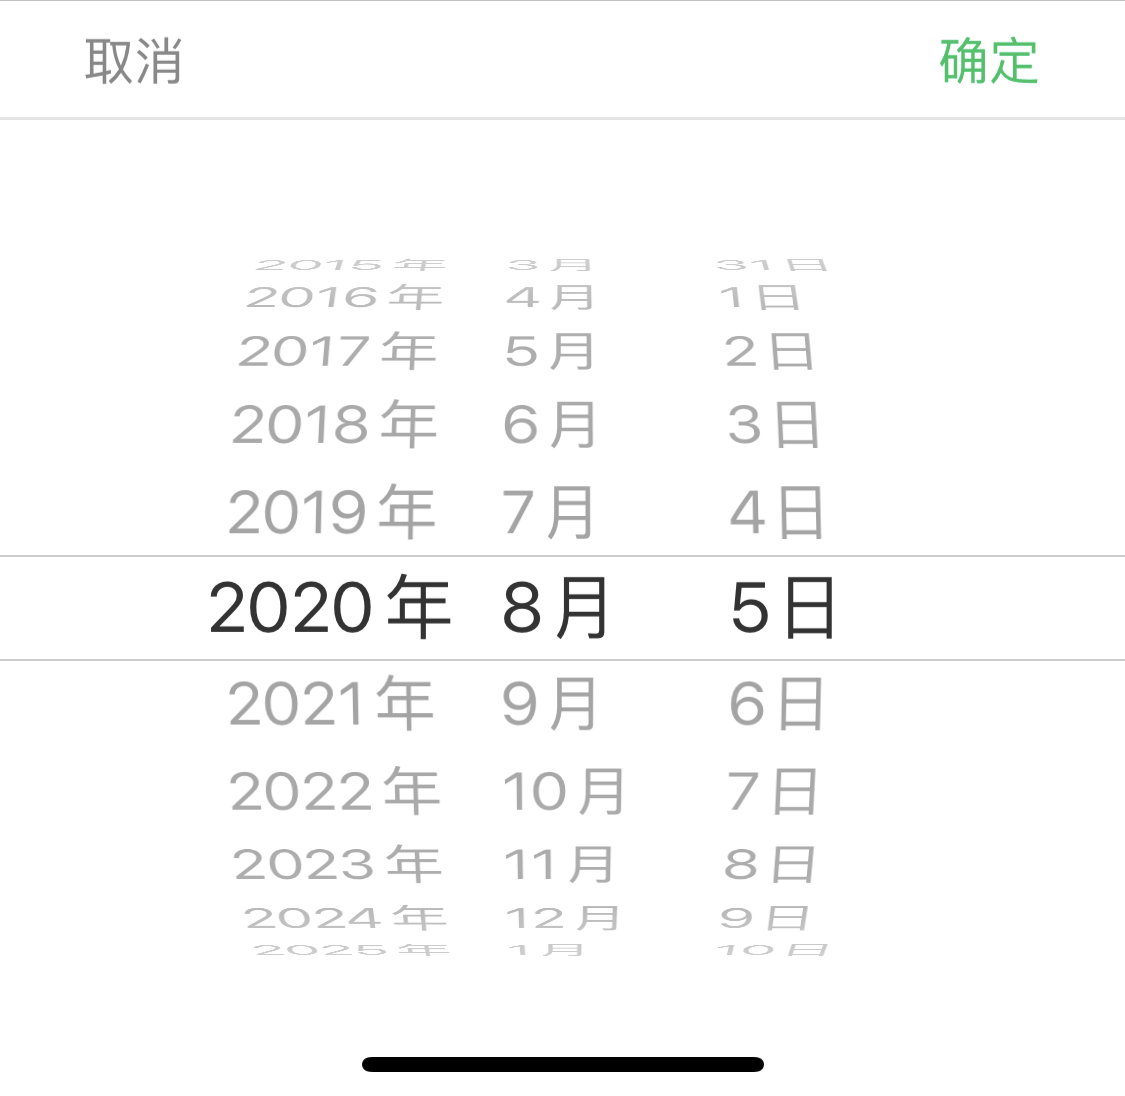 取消 确定
2015年 3月 31日
2016年 4月 1日
2017年 5月 2日
2018年 6月 3日
2019年 7月 4日
2020年 8月 5日
2021年 9月 6日
2022年 10月 7日
2023年 11月 8日
2024年 12月 9日
2025年 1月 10日